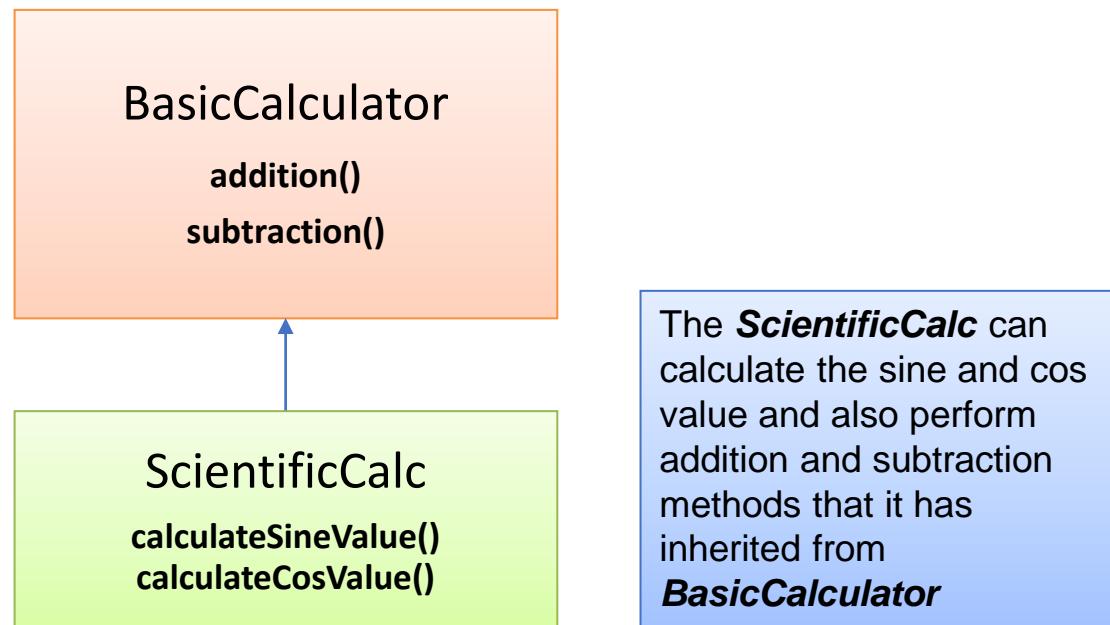 BasicCalculator
addition()
subtraction()
ScientificCalc
calculateSineValue()
calculateCosValue()
The ScientificCalc can
calculate the sine and cos
value and also perform
addition and subtraction
methods that it has
inherited from
BasicCalculator